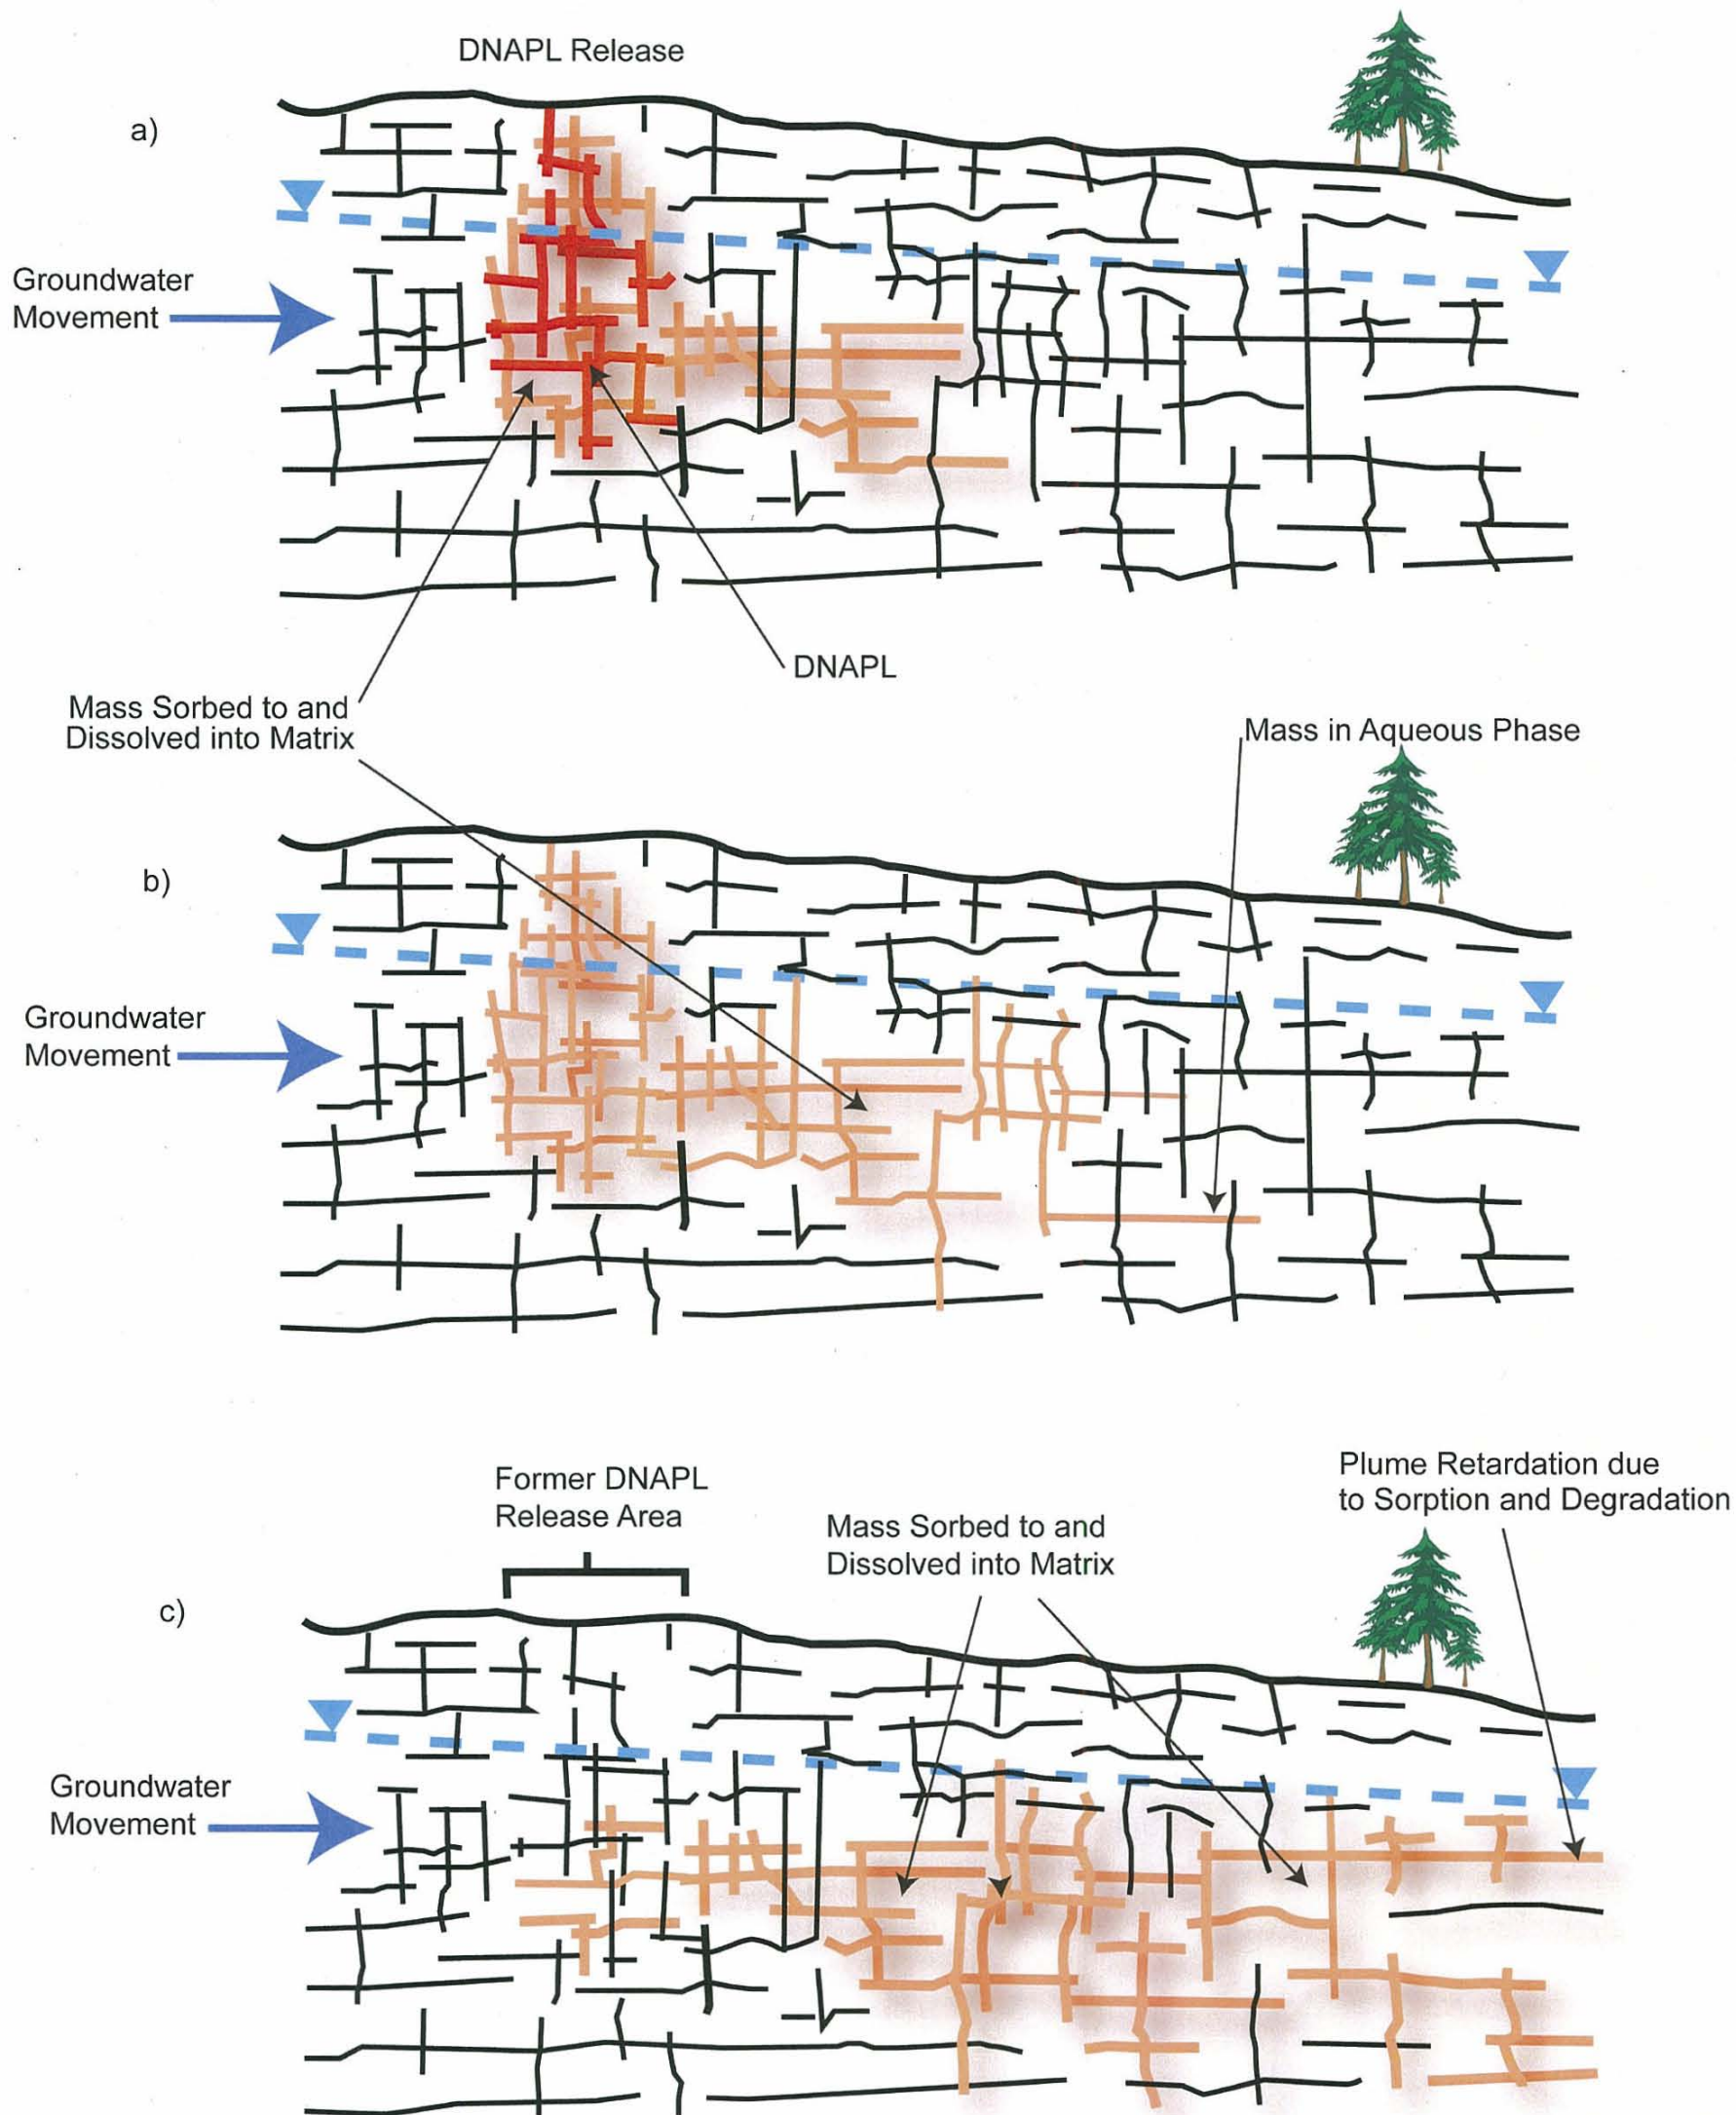 DNAPL Release
a)
Groundwater
Movement
DNAPL
Mass Sorbed to and
Dissolved into Matrix
Mass in Aqueous Phase
b)
Groundwater
Movement
Former DNAPL
Release Area
Mass Sorbed to and
Dissolved into Matrix
Plume Retardation due
to Sorption and Degradation
c)
Groundwater
Movement